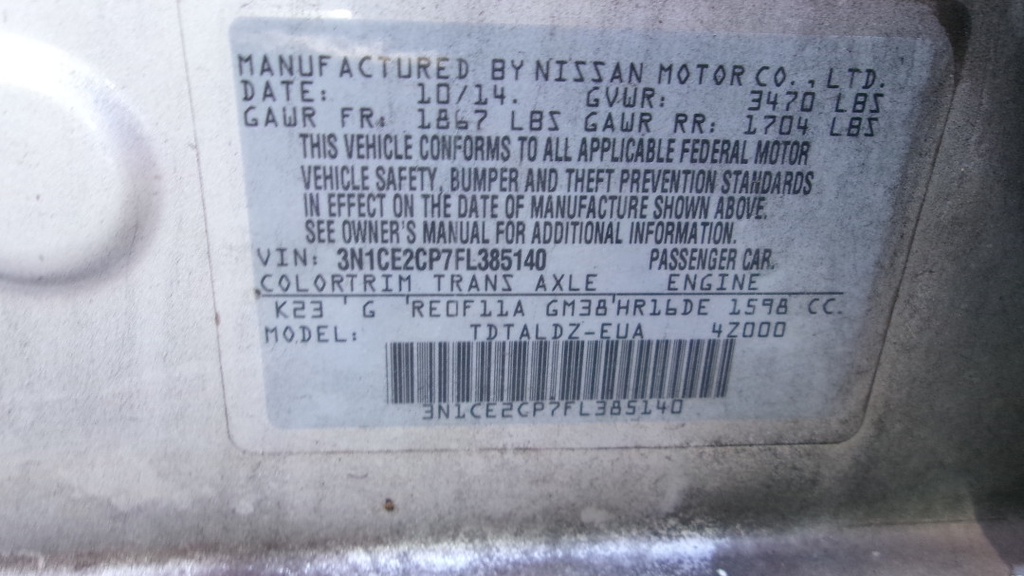 MANUFACTURED BY NISSAN MOTOR CO., LTD.
DATE: 10/14. GVWR: 3470 LBS
GAWR FR: 1867 LBS GAWR RR: 1704 LBS
THIS VEHICLE CONFORMS TO ALL APPLICABLE FEDERAL MOTOR
VEHICLE SAFETY, BUMPER AND THEFT PREVENTION STANDARDS
IN EFFECT ON THE DATE OF MANUFACTURE SHOWN ABOVE.
SEE OWNER'S MANUAL FOR ADDITIONAL INFORMATION.
VIN: 3N1CE2CP7FL385140 PASSENGER CAR.
COLORTRIM TRANS AXLE ENGINE
K23 ' G 'RE0F11A GM38'HR16DE 1598 CC.
MODEL: TDTALDZ-EUA 4Z000
3N1CE2CP7FL385140